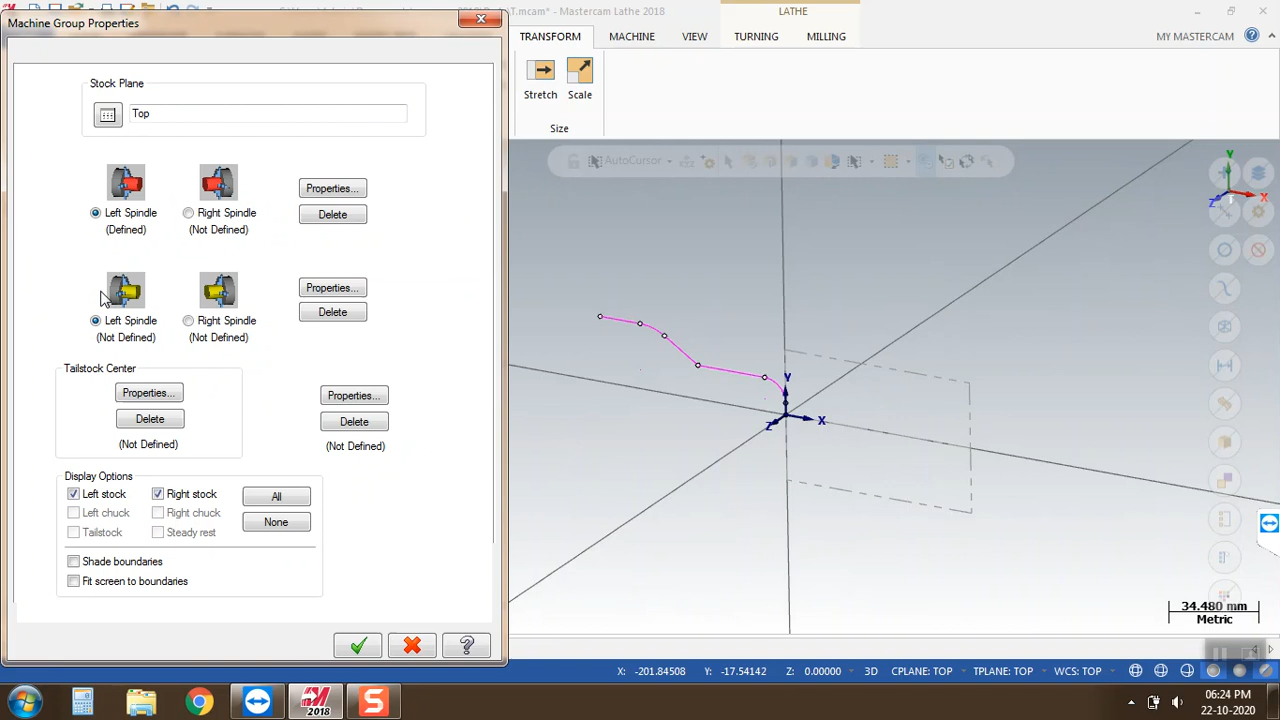 AT.mcam* - Mastercam Lathe 2018
LATHE
Machine Group Properties
TRANSFORM
MACHINE
VIEW
TURNING
MILLING
MY MASTERCAM
Stretch
Scale
Size
Stock Plane
Top
AutoCursor
Left Spindle
(Defined)
Right Spindle
(Not Defined)
Properties...
Delete
Left Spindle
(Not Defined)
Right Spindle
(Not Defined)
Properties...
Delete
Tailstock Center
Properties...
Delete
(Not Defined)
Properties...
Delete
(Not Defined)
Display Options
Left stock
Right stock
All
Left chuck
Right chuck
None
Tailstock
Steady rest
Shade boundaries
Fit screen to boundaries
Y
X
Z
Y
X
Z
34.480 mm
Metric
X: -201.84508 Y: -17.54142 Z: 0.00000 3D CPLANE: TOP TPLANE: TOP WCS: TOP
2018
06:24 PM
22-10-2020